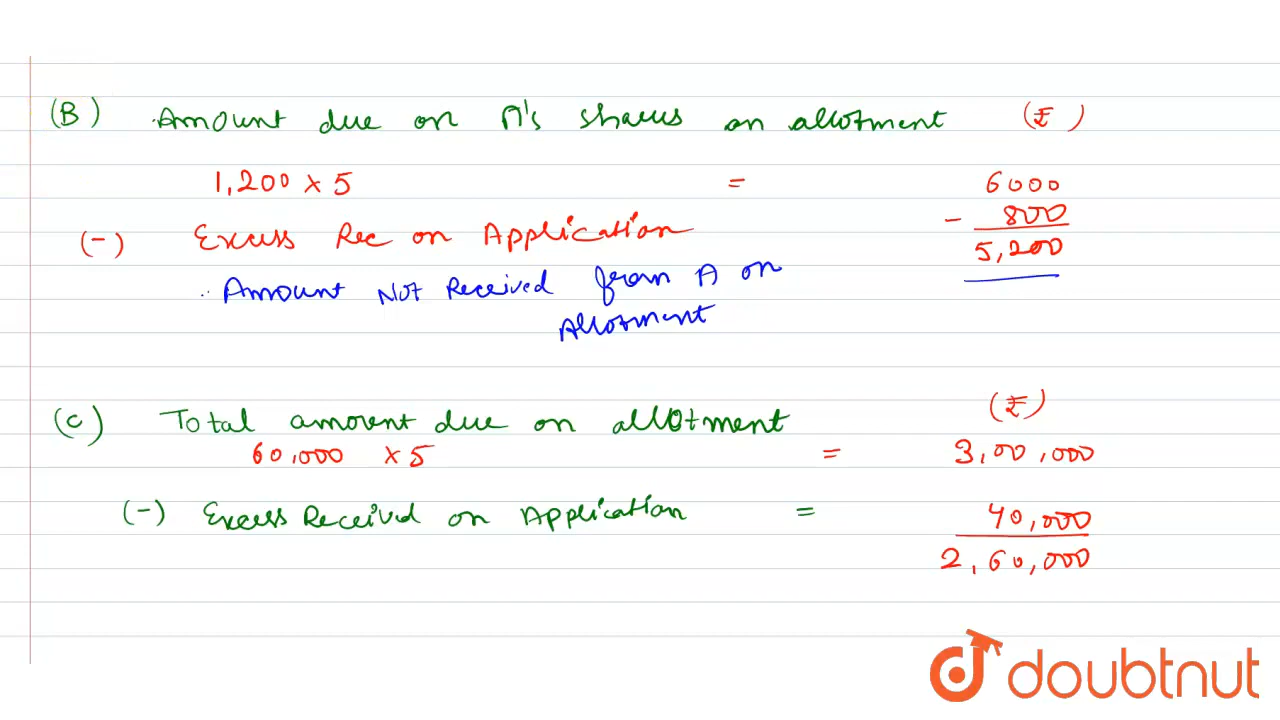 (B) Amount due on A's shares on allotment (₹)
1,200 x 5 = 6000
(-) Excess Rec on Application - 800
5,200
Amount Not Received from A on
Allotment
(C) Total amount due on allotment (₹)
60,000 x 5 = 3,00,000
(-) Excess Received on Application = 40,000
2,60,000
doubtnut